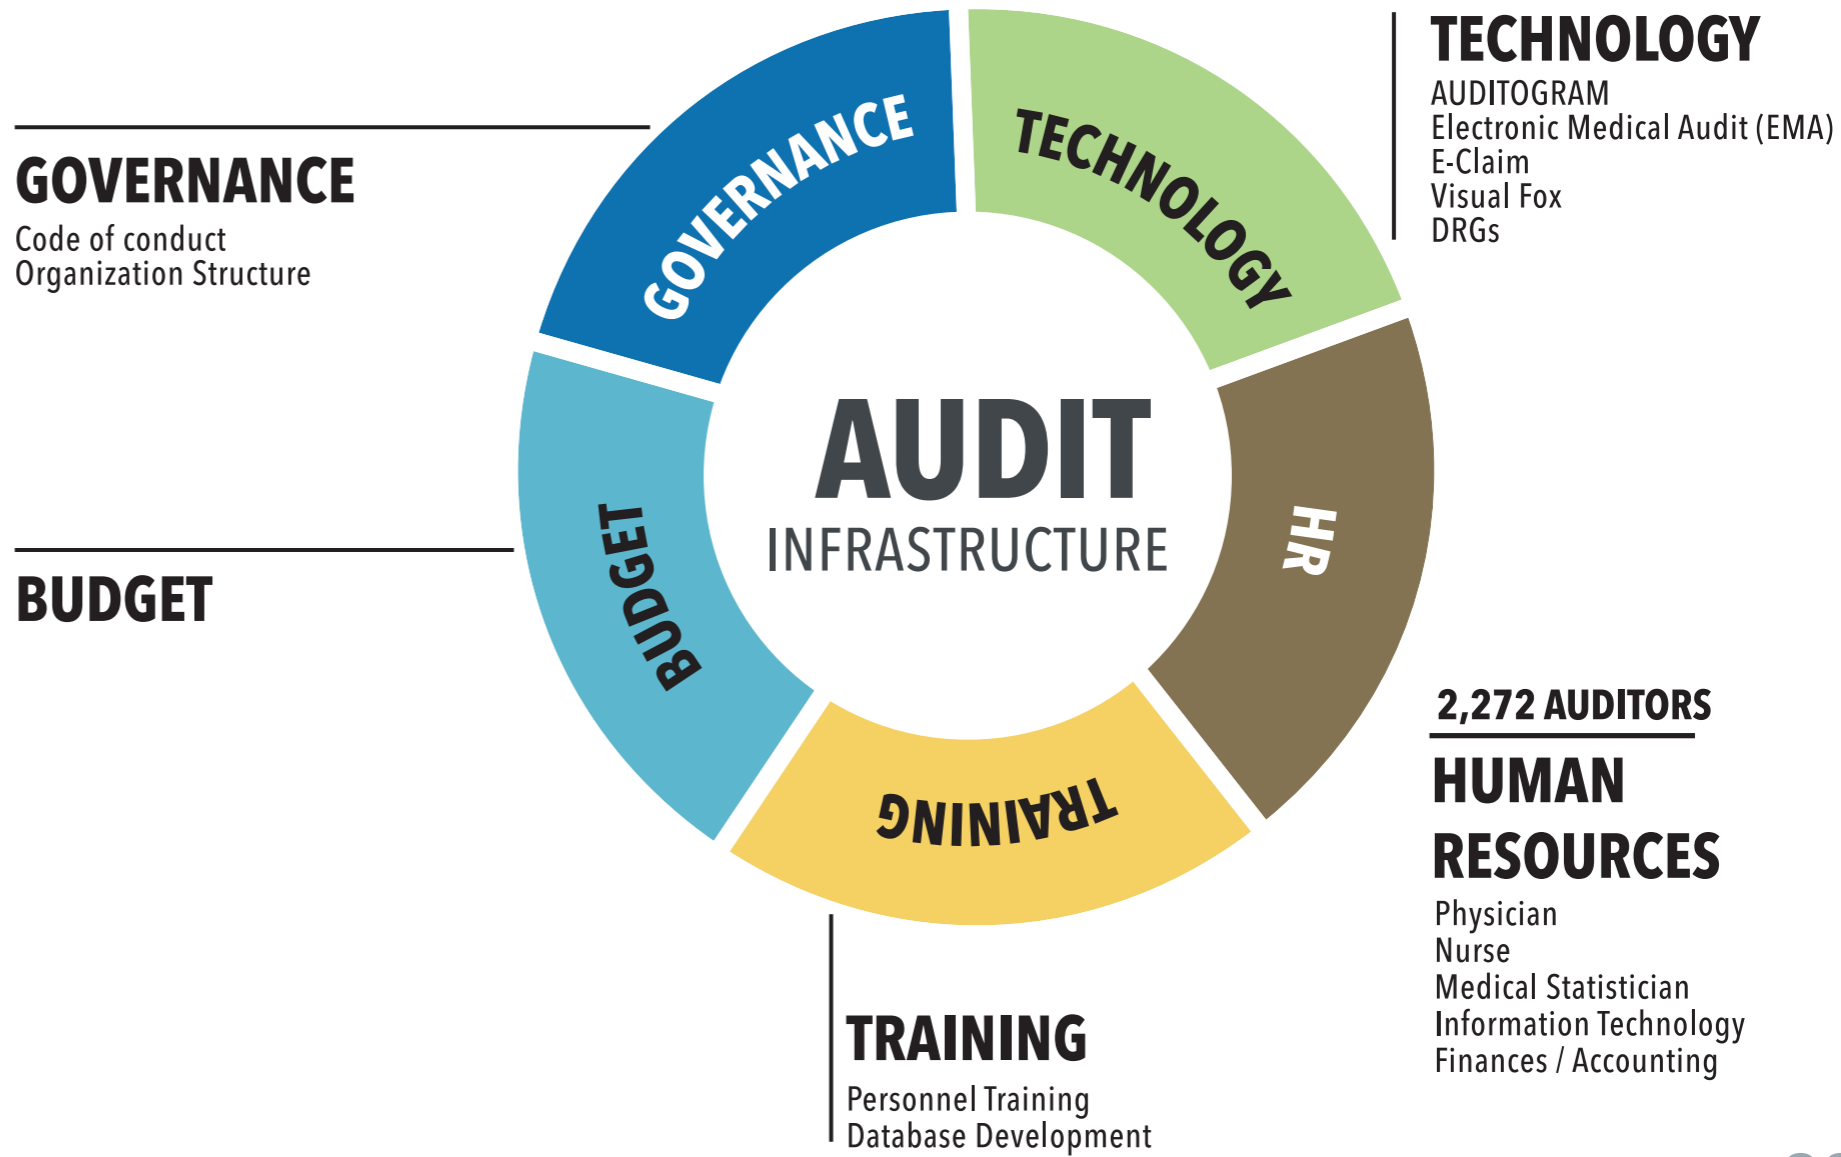 GOVERNANCE
Code of conduct
Organization Structure
BUDGET
GOVERNANCE
TECHNOLOGY
HR
TRAINING
BUDGET
AUDIT
INFRASTRUCTURE
TECHNOLOGY
AUDITOGRAM
Electronic Medical Audit (EMA)
E-Claim
Visual Fox
DRGs
2,272 AUDITORS
HUMAN
RESOURCES
Physician
Nurse
Medical Statistician
Information Technology
Finances / Accounting
TRAINING
Personnel Training
Database Development